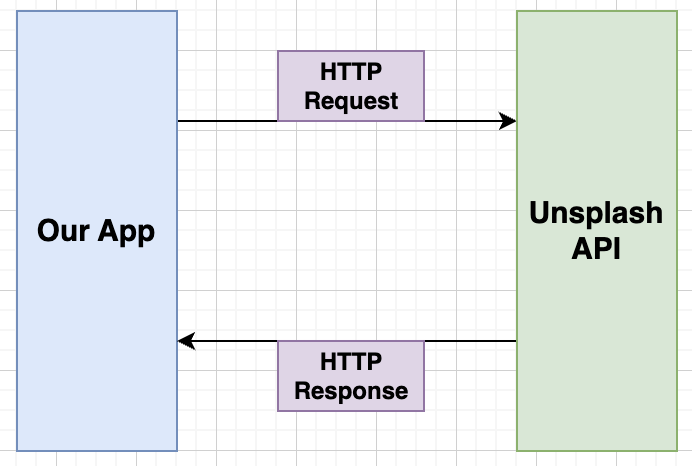 HTTP
Request
Our App
Unsplash
API
HTTP
Response